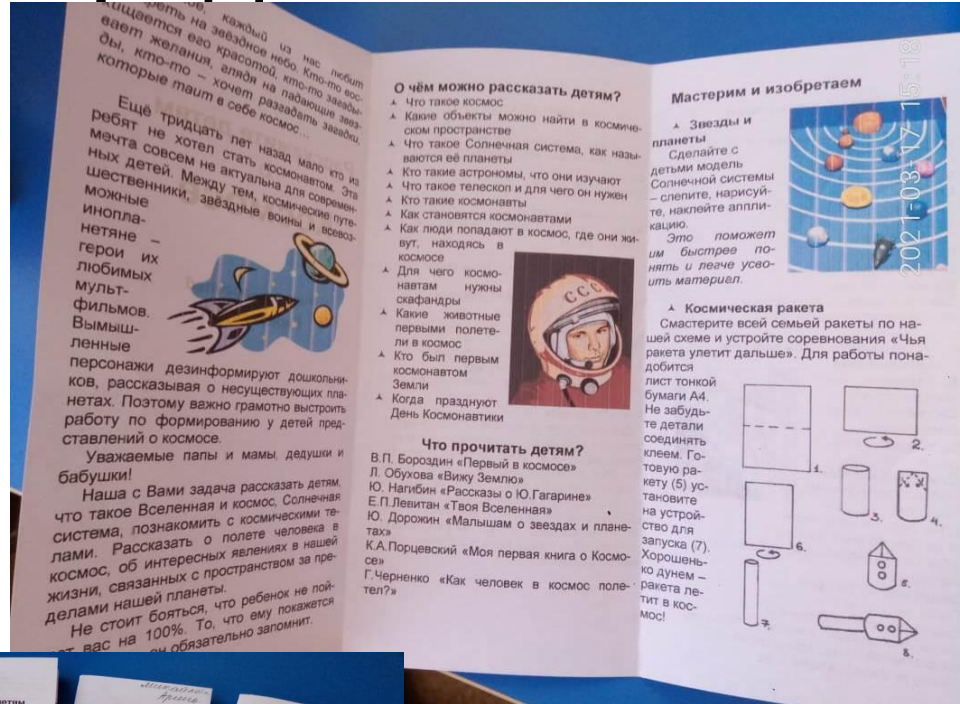 каждый из нас любит
на звёздное небо. Кто-то вос-
хищается его красотой, кто-то загады-
вает желания, глядя на падающие звёз-
ды, кто-то – хочет разгадать загадки,
которые таит в себе космос...
Ещё тридцать лет назад мало кто из
ребят не хотел стать космонавтом. Эта
мечта совсем не актуальна для современ-
ных детей. Между тем, космические путе-
шественники, звёздные воины и всевоз-
можные
инопла-
нетяне –
герои их
любимых
мульт-
фильмов.
Вымыш-
ленные
персонажи дезинформируют дошкольни-
ков, рассказывая о несуществующих пла-
нетах. Поэтому важно грамотно выстроить
работу по формированию у детей пред-
ставлений о космосе.
Уважаемые папы и мамы, дедушки и
бабушки!
Наша с Вами задача рассказать детям,
что такое Вселенная и космос, Солнечная
система, познакомить с космическими те-
лами. Рассказать о полете человека в
космос, об интересных явлениях в нашей
жизни, связанных с пространством за пре-
делами нашей планеты.
Не стоит бояться, что ребенок не пой-
вас на 100%. То, что ему покажется
он обязательно запомнит.
О чём можно рассказать детям?
Что такое космос
Какие объекты можно найти в космиче-
ском пространстве
Что такое Солнечная система, как назы-
ваются её планеты
Кто такие астрономы, что они изучают
Что такое телескоп и для чего он нужен
Кто такие космонавты
Как становятся космонавтами
Как люди попадают в космос, где они жи-
вут, находясь в
космосе
Для чего космо-
навтам нужны
скафандры
Какие животные
первыми полете-
ли в космос
Кто был первым
космонавтом
Земли
Когда празднуют
День Космонавтики
СССР
Что прочитать детям?
В.П. Бороздин «Первый в космосе»
Л. Обухова «Вижу Землю»
Ю. Нагибин «Рассказы о Ю.Гагарине»
Е.П.Левитан «Твоя Вселенная»
Ю. Дорожин «Малышам о звездах и плане-
тах»
К.А.Порцевский «Моя первая книга о Космо-
се»
Г.Черненко «Как человек в космос поле-
тел?»
Мастерим и изобретаем
Звезды и
планеты
Сделайте с
детьми модель
Солнечной системы
– слепите, нарисуй-
те, наклейте аппли-
кацию.
Это поможет
им быстрее по-
нять и легче усво-
ить материал.
Космическая ракета
Смастерите всей семьей ракеты по на-
шей схеме и устройте соревнования «Чья
ракета улетит дальше». Для работы пона-
добится
лист тонкой
бумаги А4.
Не забудь-
те детали
соединять
клеем. Го-
товую ра-
кету (5) ус-
тановите
на устрой-
ство для
запуска (7).
Хорошень-
ко дунем –
ракета ле-
тит в кос-
мос!
1.
2.
3.
4.
6.
7.
8.
2021-03-17 15:18